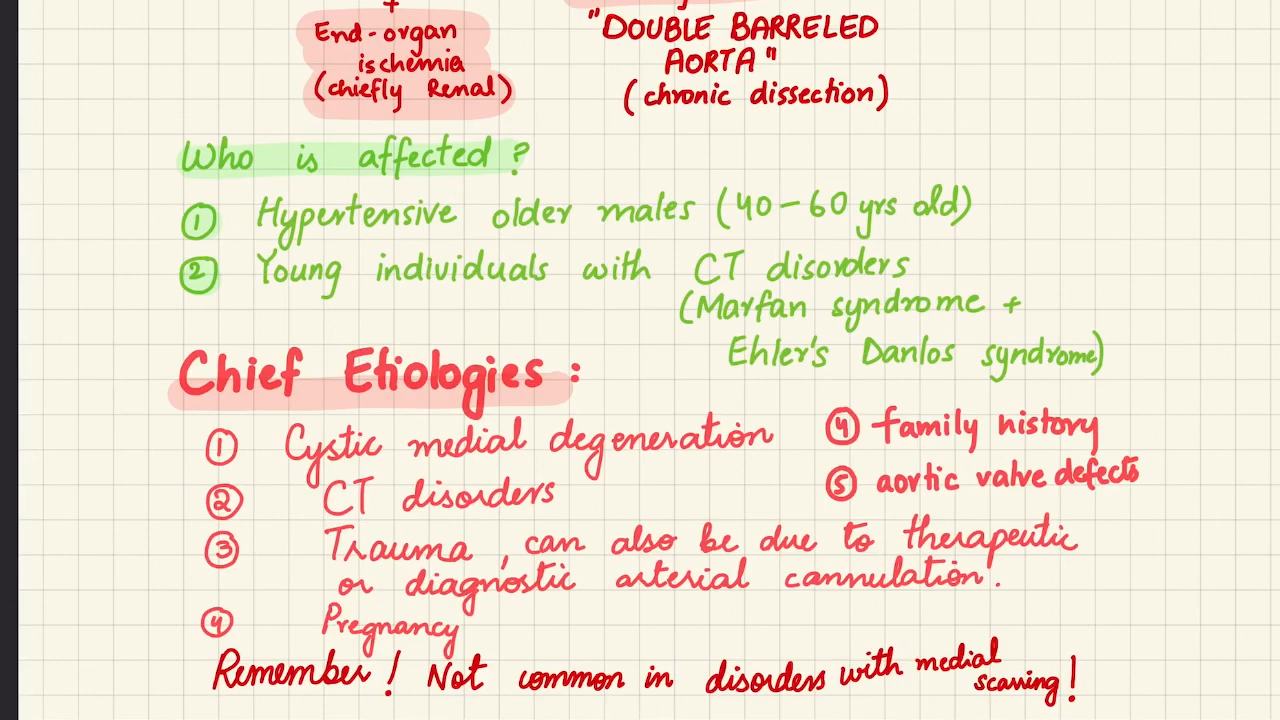 +
End-organ
ischemia
(chiefly Renal)
"DOUBLE BARRELED
AORTA"
(chronic dissection)
Who is affected?
① Hypertensive older males (40-60 yrs old)
② Young individuals with CT disorders
(Marfan syndrome +
Ehler's Danlos syndrome)
Chief Etiologies:
① Cystic medial degeneration
② CT disorders
③ Trauma, can also be due to therapeutic
or diagnostic arterial cannulation.
④ Pregnancy
④ family history
⑤ aortic valve defects
Remember! Not common in disorders with medial
scarring!